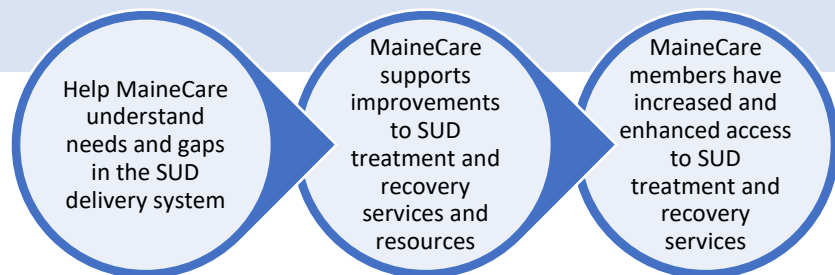 Help MaineCare
understand
needs and gaps
in the SUD
delivery system
MaineCare
supports
improvements
to SUD
treatment and
recovery
services and
resources
MaineCare
members have
increased and
enhanced access
to SUD
treatment and
recovery
services